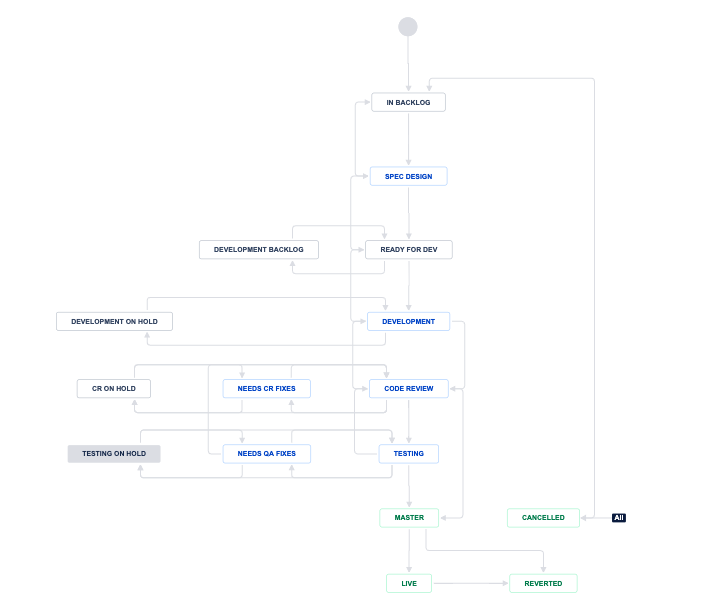 IN BACKLOG
SPEC DESIGN
DEVELOPMENT BACKLOG
READY FOR DEV
DEVELOPMENT ON HOLD
DEVELOPMENT
CR ON HOLD
NEEDS CR FIXES
CODE REVIEW
TESTING ON HOLD
NEEDS QA FIXES
TESTING
MASTER
CANCELLED
All
LIVE
REVERTED